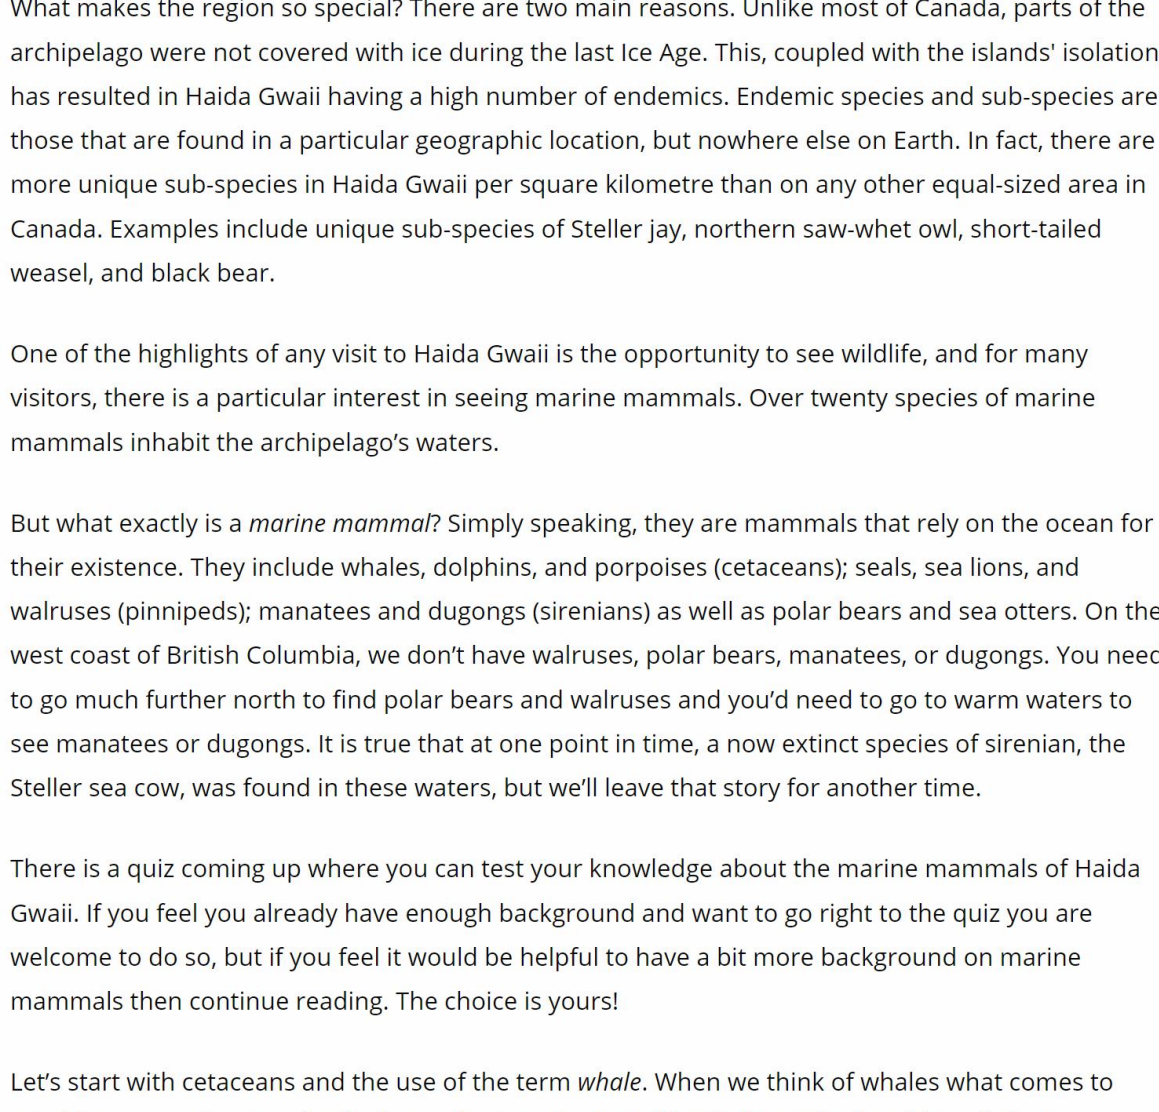 What makes the region so special? There are two main reasons. Unlike most of Canada, parts of the
archipelago were not covered with ice during the last Ice Age. This, coupled with the islands' isolation
has resulted in Haida Gwaii having a high number of endemics. Endemic species and sub-species are
those that are found in a particular geographic location, but nowhere else on Earth. In fact, there are
more unique sub-species in Haida Gwaii per square kilometre than on any other equal-sized area in
Canada. Examples include unique sub-species of Steller jay, northern saw-whet owl, short-tailed
weasel, and black bear.
One of the highlights of any visit to Haida Gwaii is the opportunity to see wildlife, and for many
visitors, there is a particular interest in seeing marine mammals. Over twenty species of marine
mammals inhabit the archipelago’s waters.
But what exactly is a marine mammal? Simply speaking, they are mammals that rely on the ocean for
their existence. They include whales, dolphins, and porpoises (cetaceans); seals, sea lions, and
walruses (pinnipeds); manatees and dugongs (sirenians) as well as polar bears and sea otters. On the
west coast of British Columbia, we don’t have walruses, polar bears, manatees, or dugongs. You need
to go much further north to find polar bears and walruses and you’d need to go to warm waters to
see manatees or dugongs. It is true that at one point in time, a now extinct species of sirenian, the
Steller sea cow, was found in these waters, but we’ll leave that story for another time.
There is a quiz coming up where you can test your knowledge about the marine mammals of Haida
Gwaii. If you feel you already have enough background and want to go right to the quiz you are
welcome to do so, but if you feel it would be helpful to have a bit more background on marine
mammals then continue reading. The choice is yours!
Let’s start with cetaceans and the use of the term whale. When we think of whales what comes to